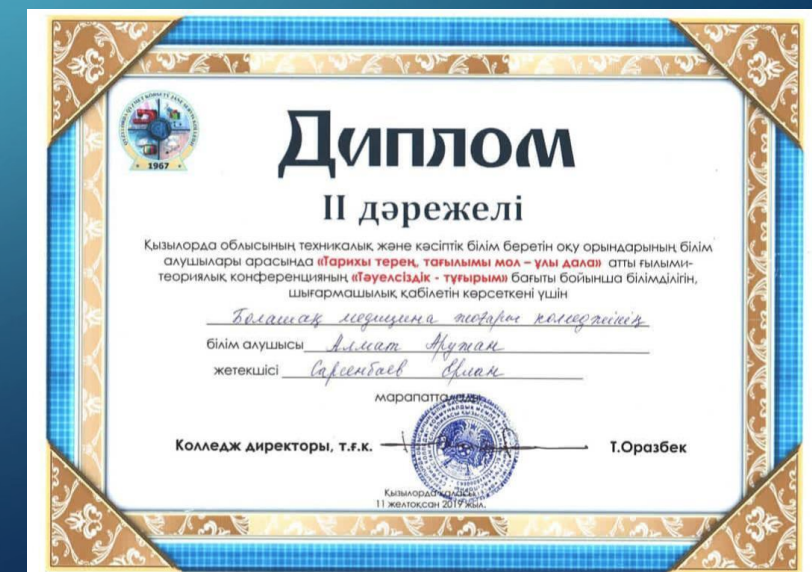 1967
Диплом
II дәрежелі
Қызылорда облысының техникалық және кәсіптік білім беретін оқу орындарының білім
алушылары арасында «Тарихы терең, тағылымы мол – ұлы дала» атты ғылыми-
теориялық конференцияның «Тәуелсіздік - тұғырым» бағыты бойынша білімділігін,
шығармашылық қабілетін көрсеткені үшін
Болашақ медицина жоғары колледжінің
білім алушысы Алмат Аружан
жетекшісі Сарсенбаев Ерлан
марапатталады
Колледж директоры, т.ғ.к. Т.Оразбек
Қызылорда қаласы
11 желтоқсан 2019 жыл.